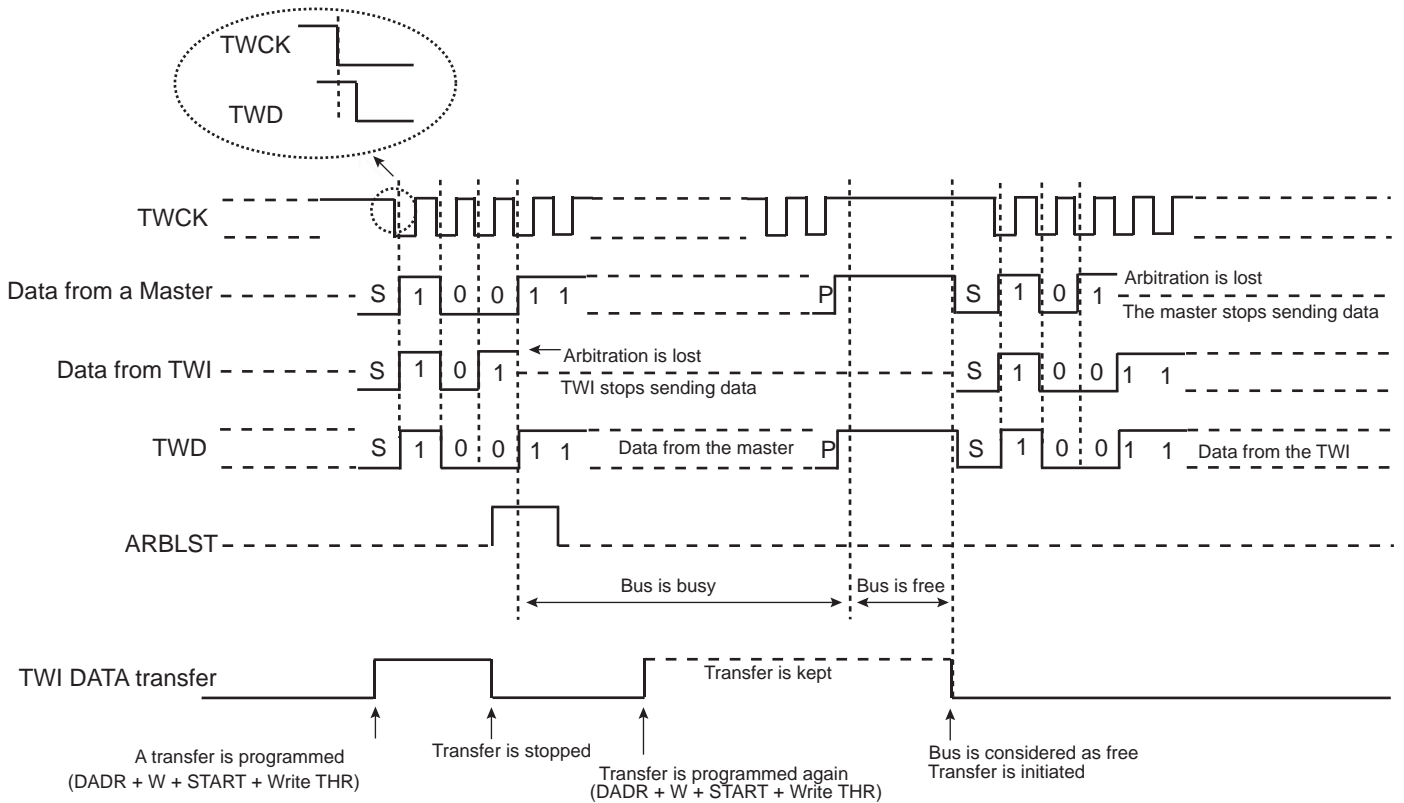 TWCK
TWD
TWCK
Data from a Master S 1 0 0 1 1 P S 1 0 1 Arbitration is lost
The master stops sending data
Data from TWI S 1 0 1 Arbitration is lost S 1 0 0 1 1
TWI stops sending data
TWD S 1 0 0 1 1 Data from the master P S 1 0 0 1 1 Data from the TWI
ARBLST
Bus is busy Bus is free
TWI DATA transfer Transfer is kept
A transfer is programmed
(DADR + W + START + Write THR)
Transfer is stopped
Transfer is programmed again
(DADR + W + START + Write THR)
Bus is considered as free
Transfer is initiated